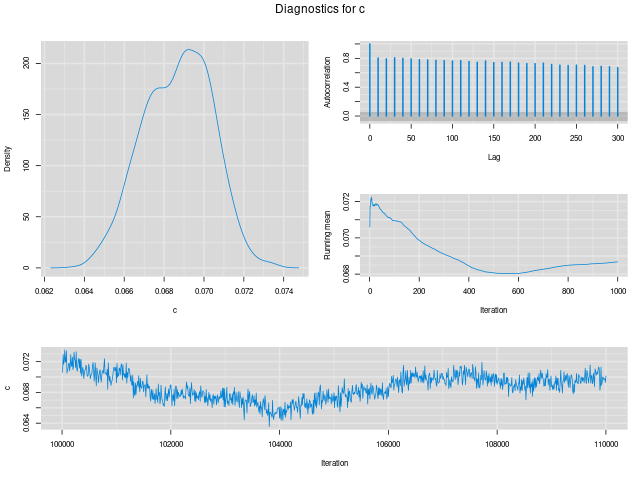 Diagnostics for c
Density
200
150
100
50
0
0.062 0.064 0.066 0.068 0.070 0.072 0.074
c
Autocorrelation
0.8
0.4
0.0
0 50 100 150 200 250 300
Lag
Running mean
0.072
0.070
0.068
0 200 400 600 800 1000
Iteration
c
0.072
0.068
0.064
100000 102000 104000 106000 108000 110000
Iteration